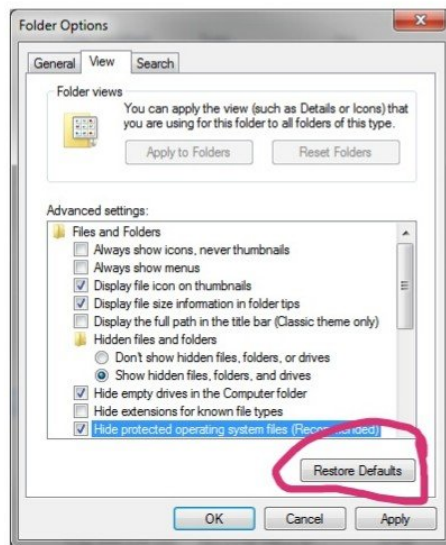 Folder Options
General View Search
Folder views
You can apply the view (such as Details or Icons) that
you are using for this folder to all folders of this type.
Apply to Folders Reset Folders
Advanced settings:
Files and Folders
Always show icons, never thumbnails
Always show menus
Display file icon on thumbnails
Display file size information in folder tips
Display the full path in the title bar (Classic theme only)
Hidden files and folders
Don't show hidden files, folders, or drives
Show hidden files, folders, and drives
Hide empty drives in the Computer folder
Hide extensions for known file types
Hide protected operating system files (Recommended)
Restore Defaults
OK Cancel Apply